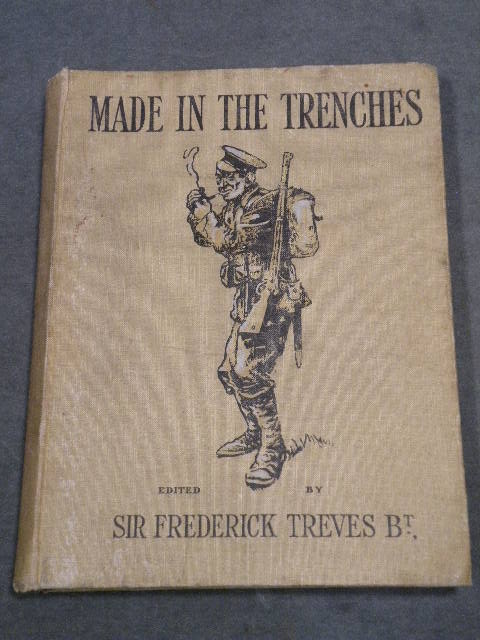 MADE IN THE TRENCHES
EDITED BY
SIR FREDERICK TREVES BT.